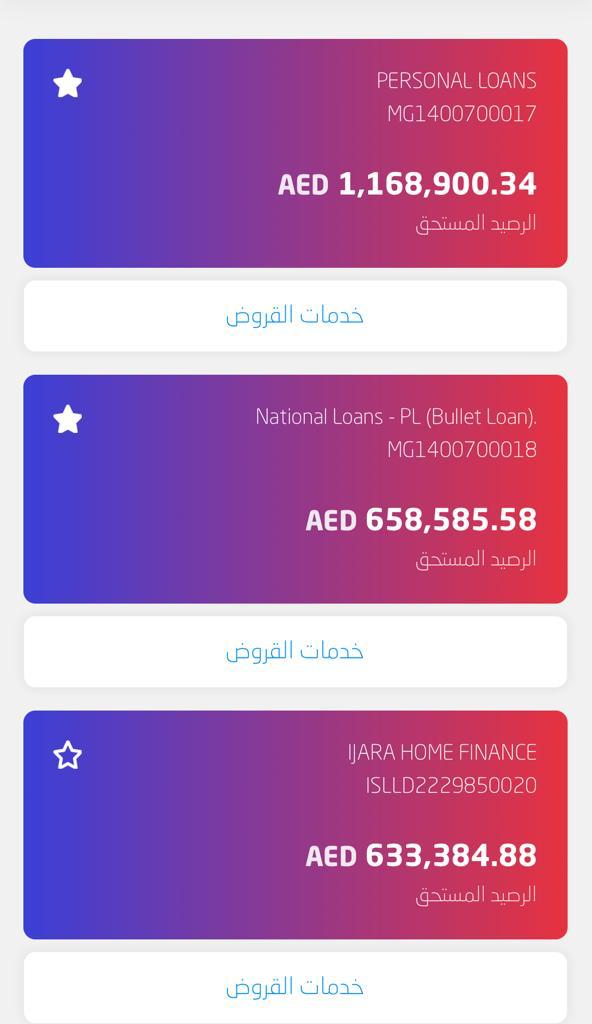 PERSONAL LOANS
MG1400700017
AED 1,168,900.34
الرصيد المستحق
خدمات القروض
National Loans - PL (Bullet Loan).
MG1400700018
AED 658,585.58
الرصيد المستحق
خدمات القروض
IJARA HOME FINANCE
ISLLD2229850020
AED 633,384.88
الرصيد المستحق
خدمات القروض